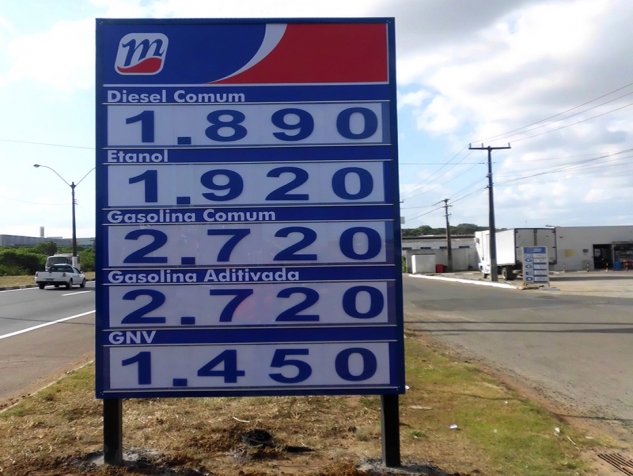 m
Diesel Comum
1.890
Etanol
1.920
Gasolina Comum
2.720
Gasolina Aditivada
2.720
GNV
1.450